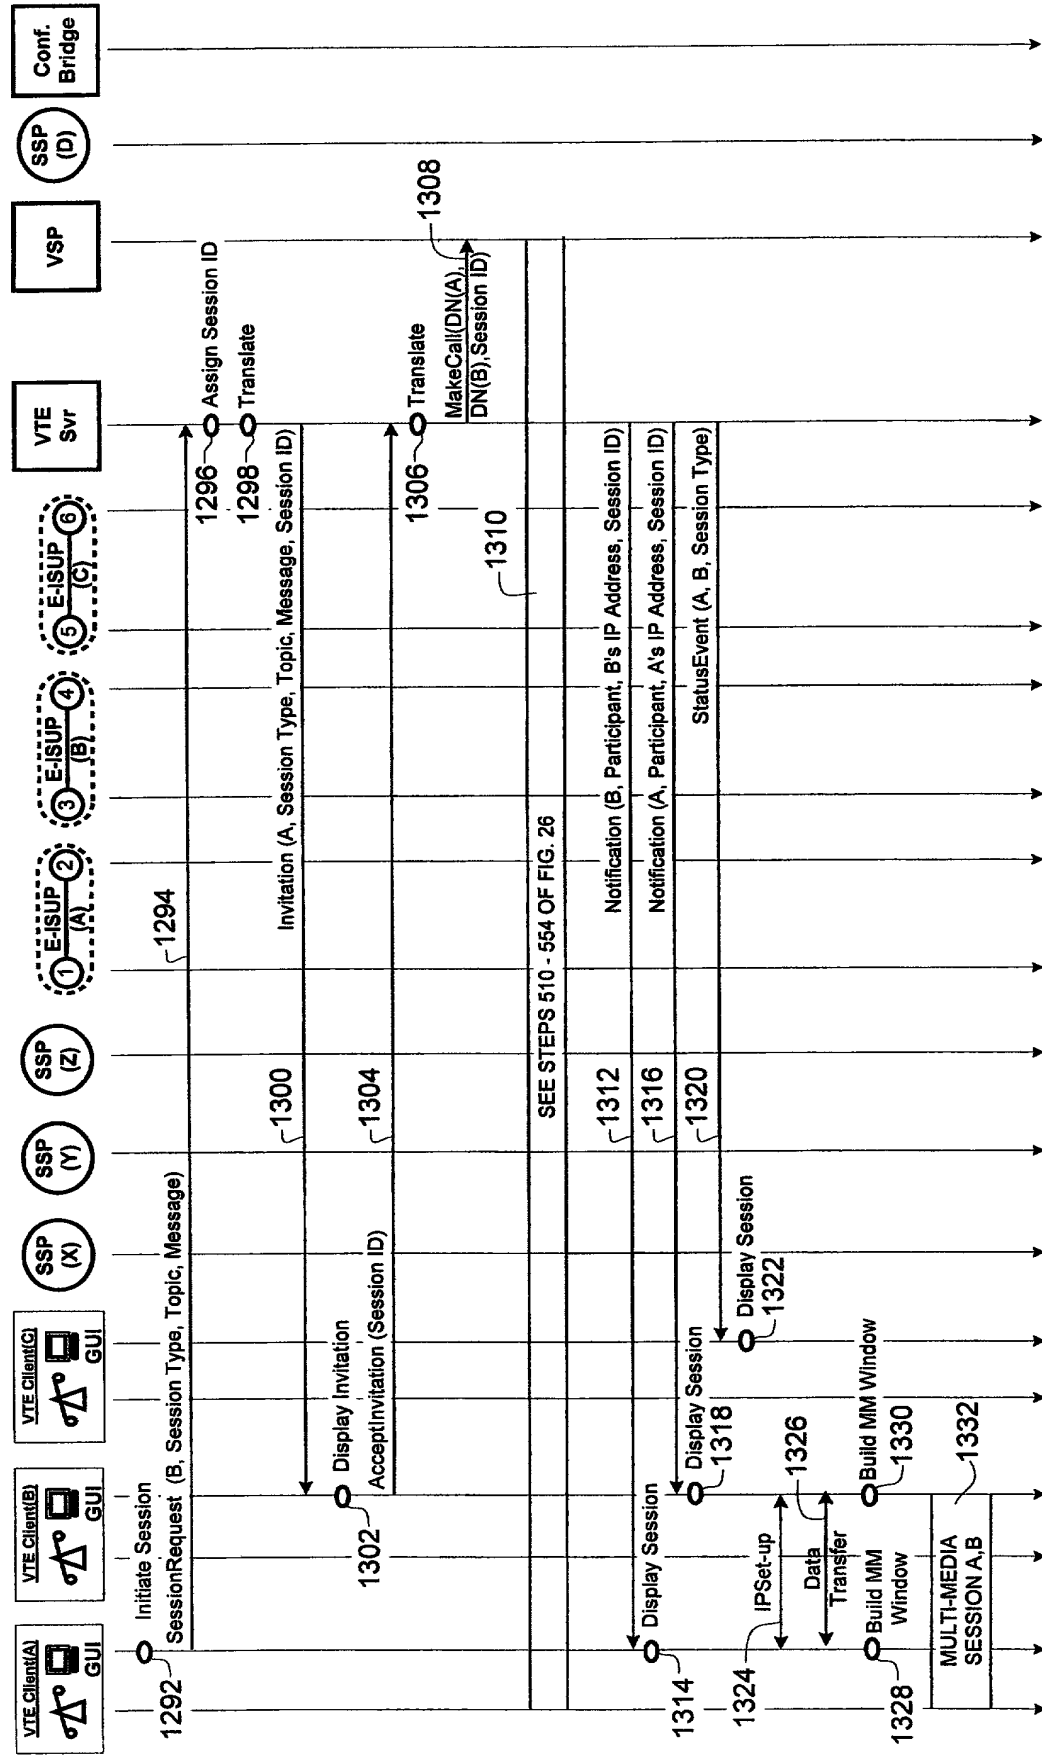 VTE Client(A)
GUI
VTE Client(B)
GUI
VTE Client(C)
GUI
SSP
(X)
SSP
(Y)
SSP
(Z)
1
E-ISUP
(A)
2
3
E-ISUP
(B)
4
5
E-ISUP
(C)
6
VTE
Svr
VSP
SSP
(D)
Conf.
Bridge
Initiate Session
1292
SessionRequest (B, Session Type, Topic, Message)
1294
1296
Assign Session ID
1298
Translate
Invitation (A, Session Type, Topic, Message, Session ID)
1300
Display Invitation
1302
AcceptInvitation (Session ID)
1304
1306
Translate
MakeCall(DN(A),
DN(B),Session ID)
1308
SEE STEPS 510 - 554 OF FIG. 26
1310
Notification (B, Participant, B's IP Address, Session ID)
1312
Display Session
1314
Notification (A, Participant, A's IP Address, Session ID)
1316
Display Session
1318
StatusEvent (A, B, Session Type)
1320
Display Session
1322
IPSet-up
1324
Data
Transfer
1326
Build MM
Window
1328
Build MM Window
1330
MULTI-MEDIA
SESSION A,B
1332